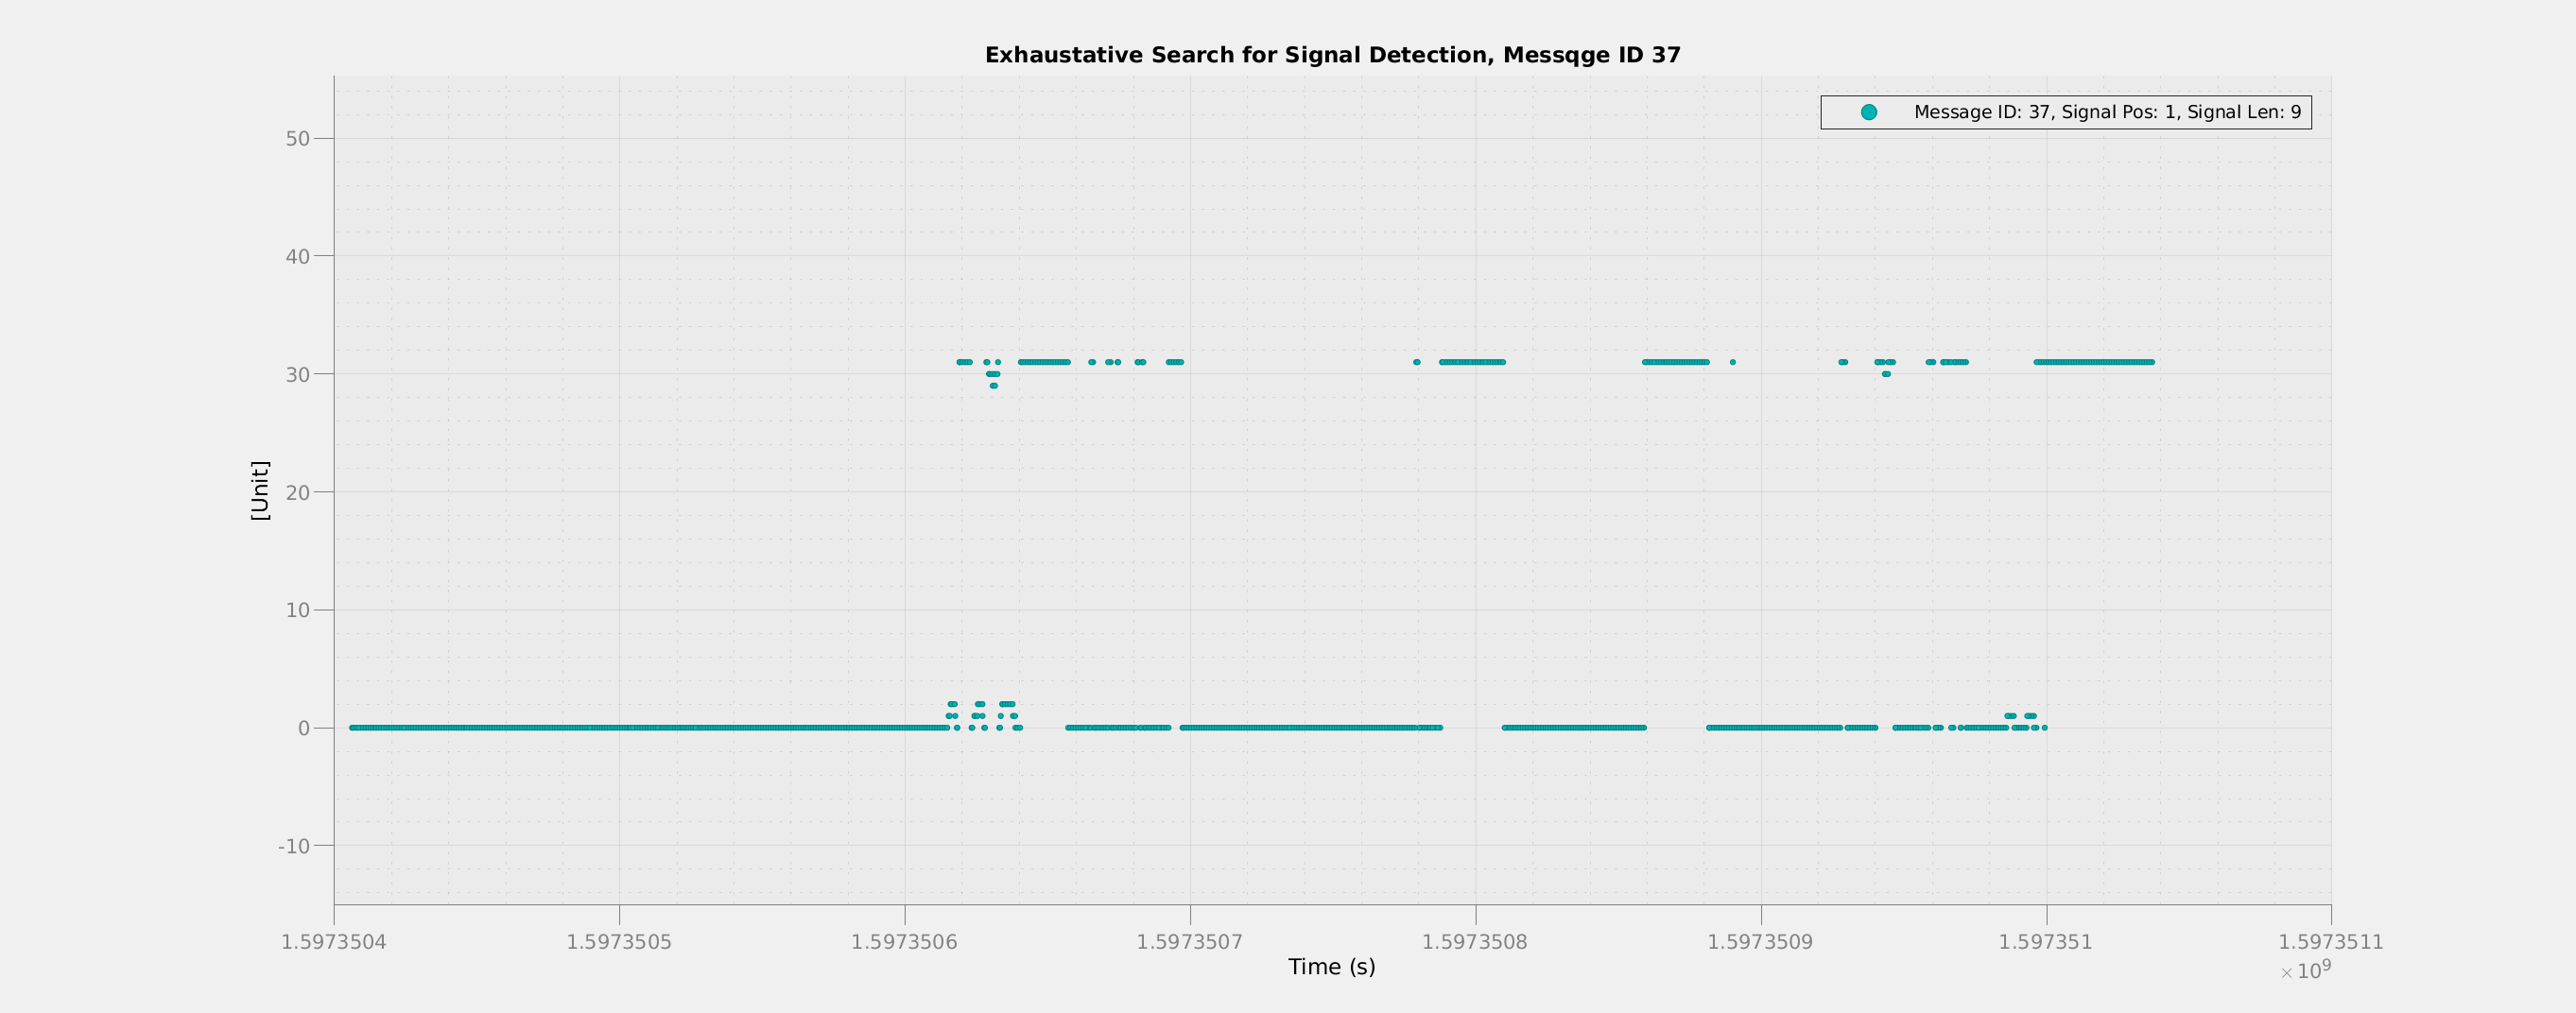 Exhaustative Search for Signal Detection, Messqge ID 37
Message ID: 37, Signal Pos: 1, Signal Len: 9
50
40
30
20
10
0
-10
[Unit]
1.5973504 1.5973505 1.5973506 1.5973507 1.5973508 1.5973509 1.597351 1.5973511
Time (s)
× 10⁹